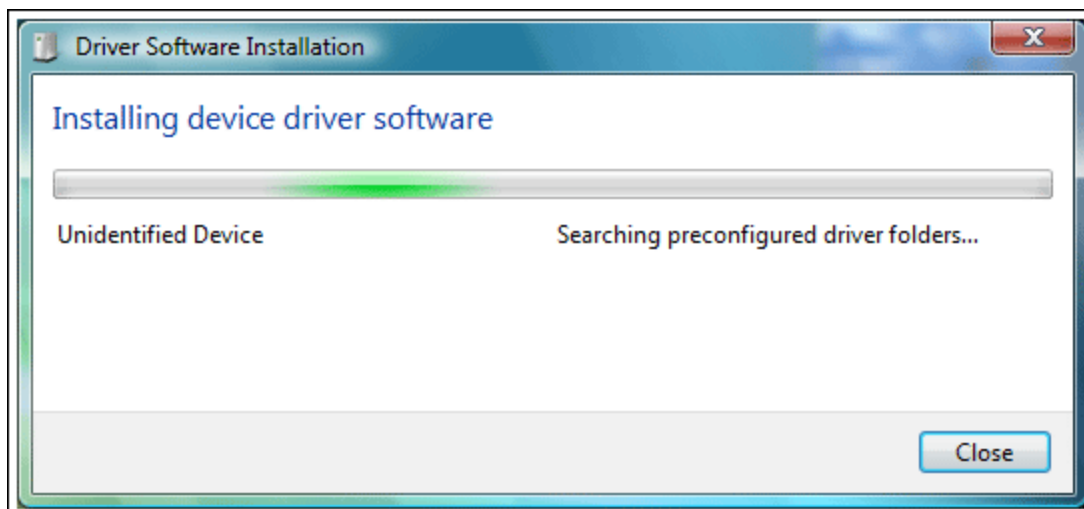 Driver Software Installation
X
Installing device driver software
Unidentified Device Searching preconfigured driver folders...
Close